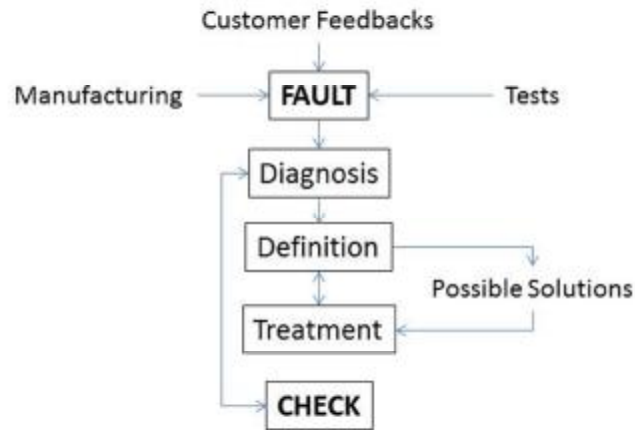 Customer Feedbacks
Manufacturing
FAULT
Tests
Diagnosis
Definition
Possible Solutions
Treatment
CHECK